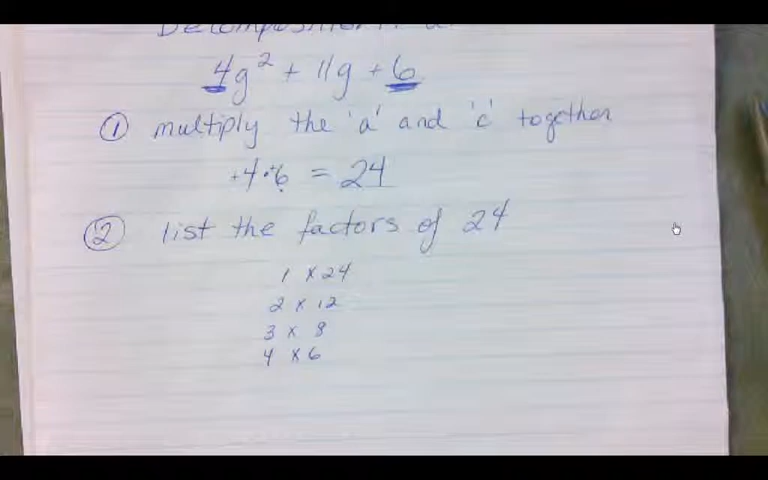 Decomposition
4g² + 11g + 6
① multiply the 'a' and 'c' together
+4·6 = 24
② list the factors of 24
1 x 24
2 x 12
3 x 8
4 x 6